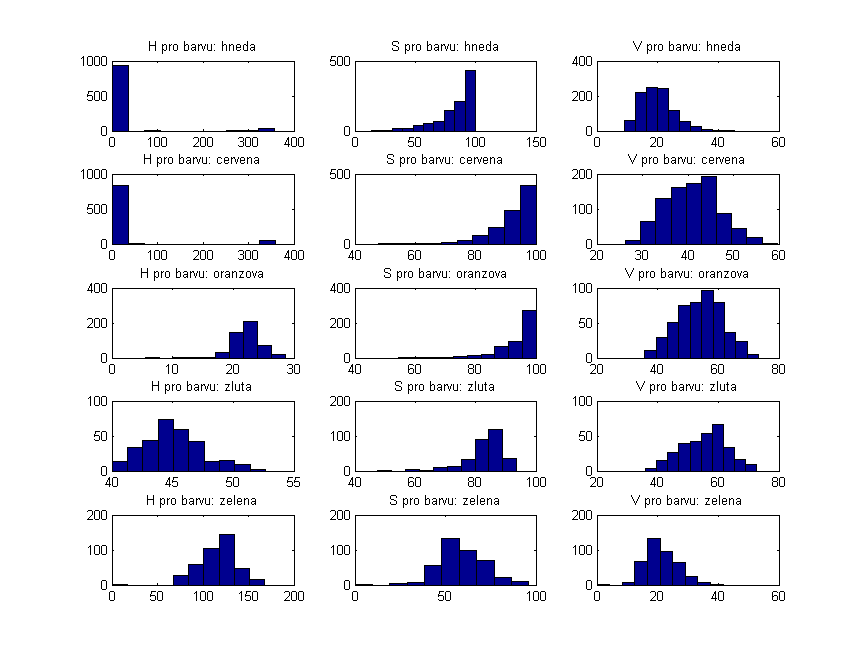 H pro barvu: hneda
S pro barvu: hneda
V pro barvu: hneda
1000
500
0
0 100 200 300 400
500
0
0 50 100 150
400
200
0
0 20 40 60
H pro barvu: cervena
S pro barvu: cervena
V pro barvu: cervena
1000
500
0
0 100 200 300 400
500
0
40 60 80 100
200
100
0
20 30 40 50 60
H pro barvu: oranzova
S pro barvu: oranzova
V pro barvu: oranzova
400
200
0
0 10 20 30
400
200
0
40 60 80 100
100
50
0
20 40 60 80
H pro barvu: zluta
S pro barvu: zluta
V pro barvu: zluta
100
50
0
40 45 50 55
200
100
0
40 60 80 100
100
50
0
20 40 60 80
H pro barvu: zelena
S pro barvu: zelena
V pro barvu: zelena
200
100
0
0 50 100 150 200
200
100
0
0 50 100
200
100
0
0 20 40 60